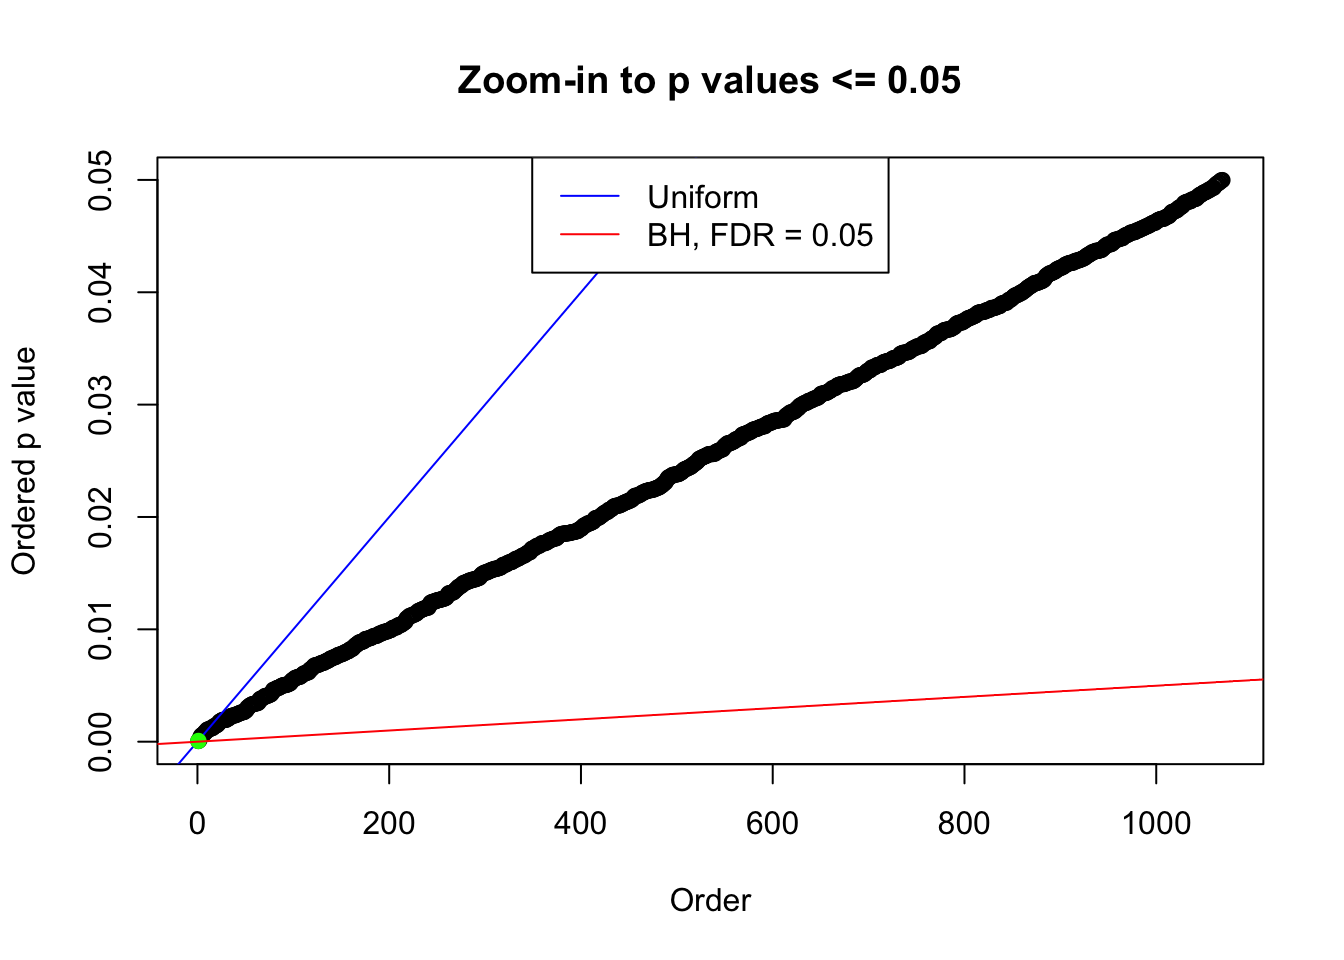 Zoom-in to p values <= 0.05
Uniform
BH, FDR = 0.05
Ordered p value
0.05
0.04
0.03
0.02
0.01
0.00
0 200 400 600 800 1000
Order